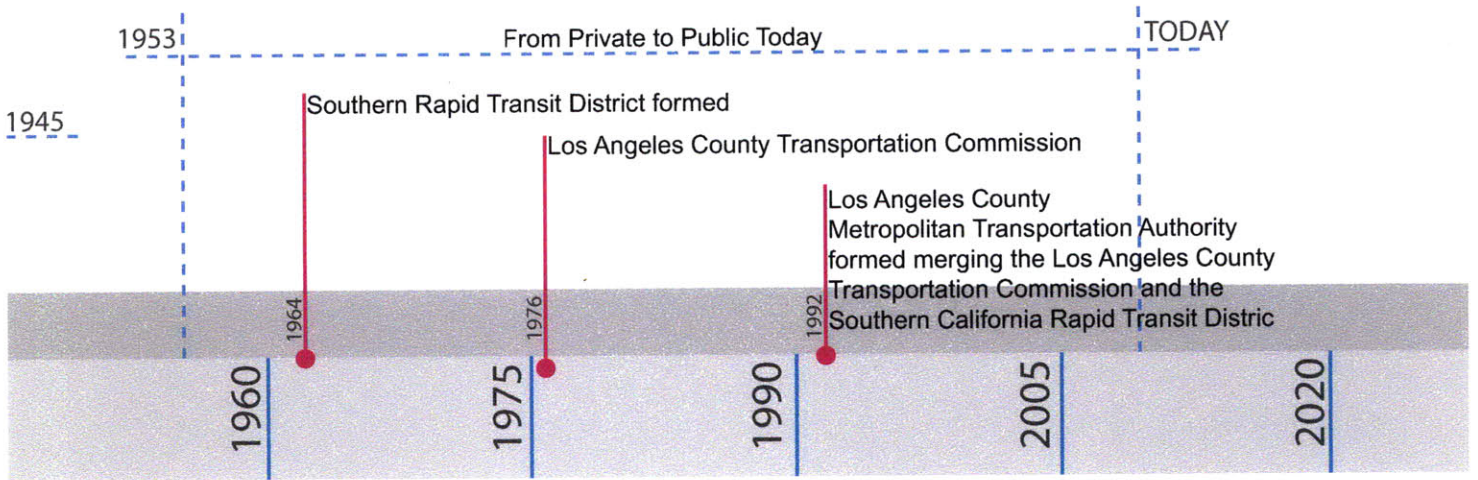 1953
From Private to Public Today
TODAY
1945
Southern Rapid Transit District formed
Los Angeles County Transportation Commission
Los Angeles County
Metropolitan Transportation Authority
formed merging the Los Angeles County
Transportation Commission and the
Southern California Rapid Transit Distric
1964
1976
1992
1960
1975
1990
2005
2020